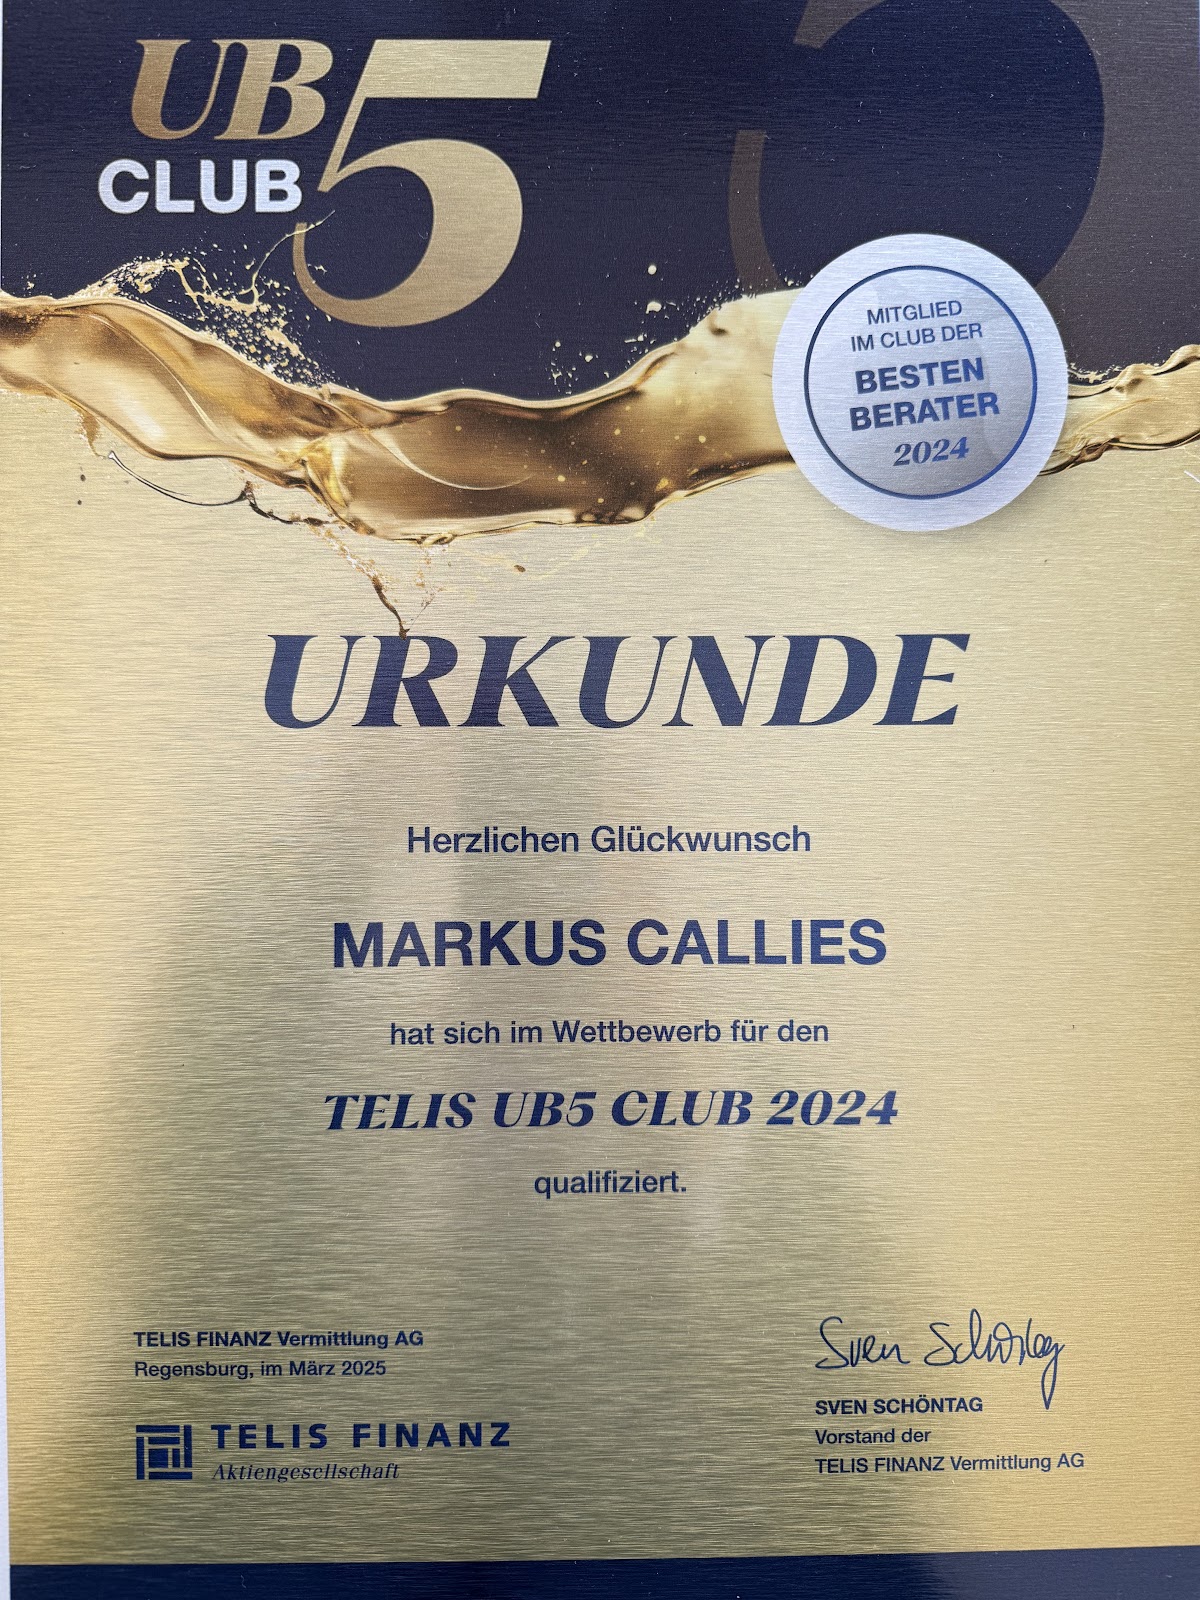 UB5
CLUB
MITGLIED
IM CLUB DER
BESTEN
BERATER
2024
URKUNDE
Herzlichen Glückwunsch
MARKUS CALLIES
hat sich im Wettbewerb für den
TELIS UB5 CLUB 2024
qualifiziert.
TELIS FINANZ Vermittlung AG
Regensburg, im März 2025
TELIS FINANZ
Aktiengesellschaft
Sven Schöntag
SVEN SCHÖNTAG
Vorstand der
TELIS FINANZ Vermittlung AG